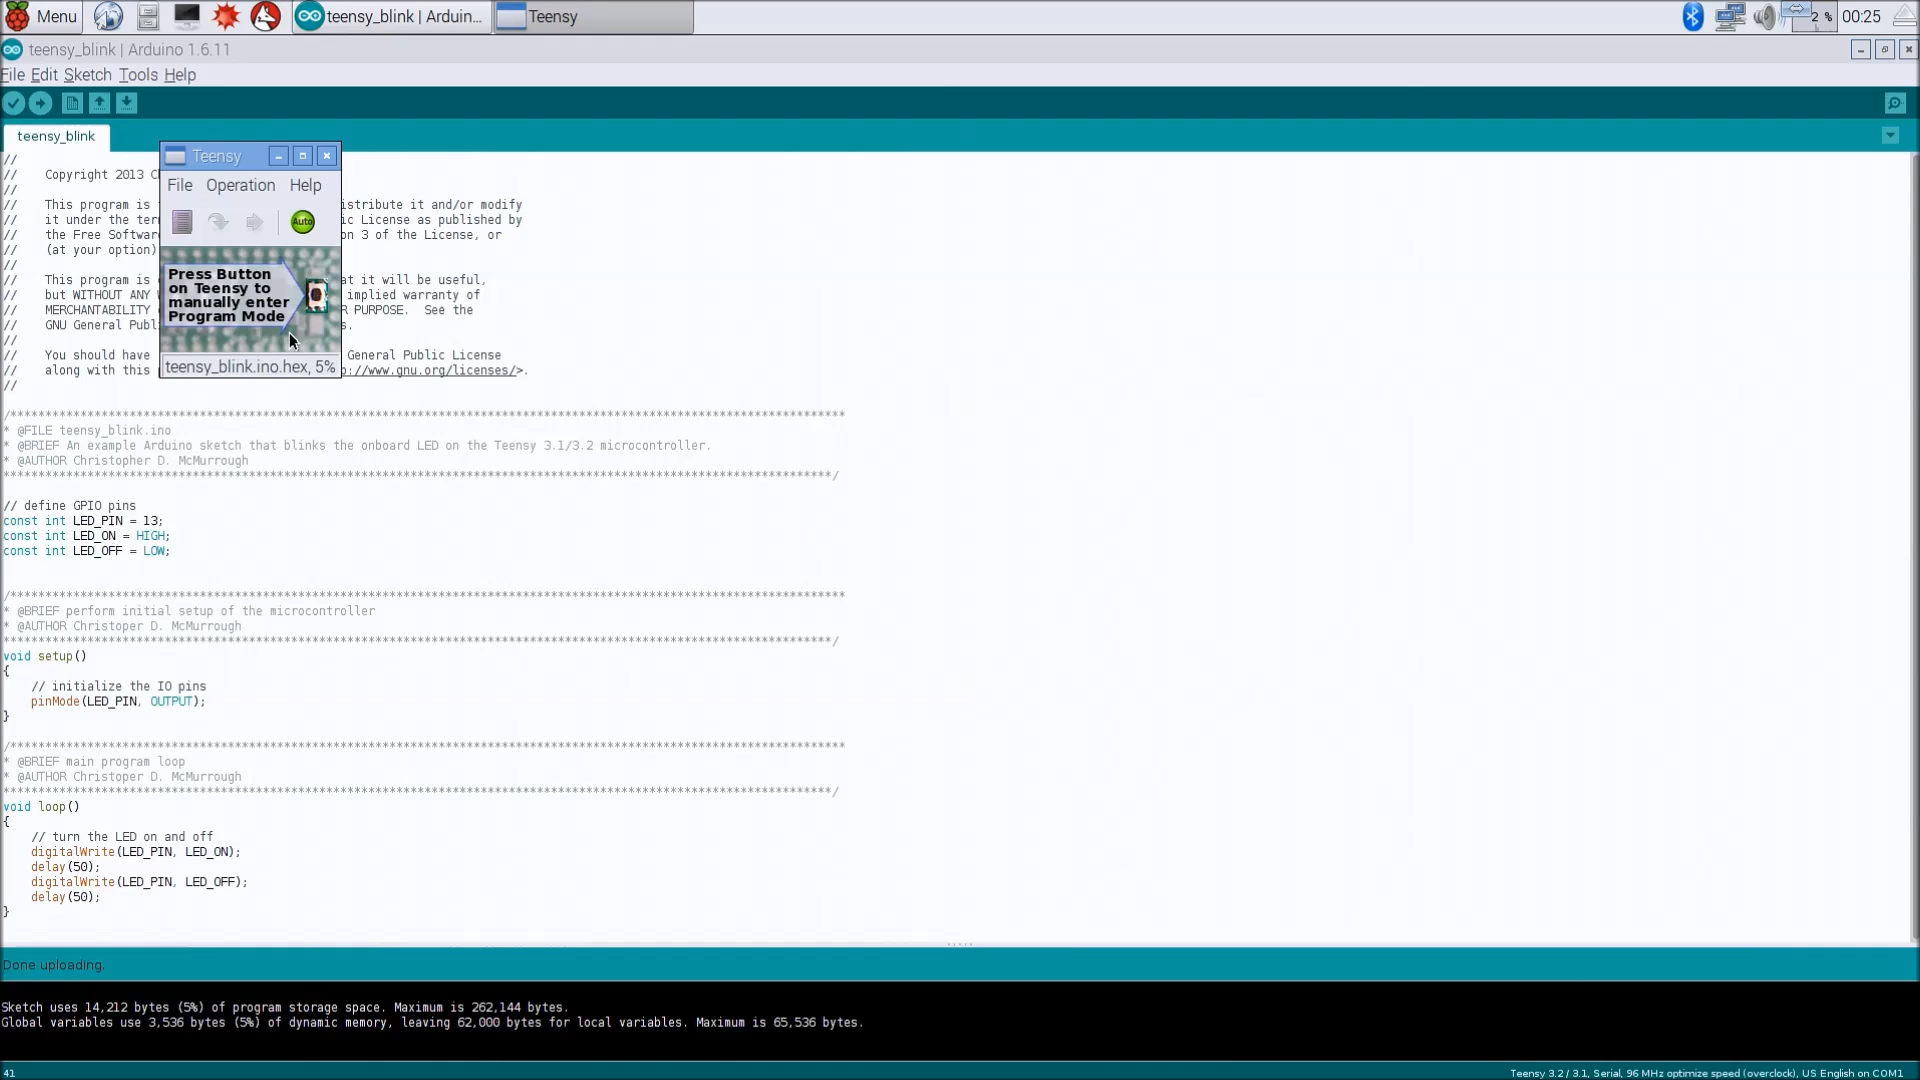 Menu
teensy_blink | Arduin...
Teensy
2 %
00:25
teensy_blink | Arduino 1.6.11
File Edit Sketch Tools Help
teensy_blink
//
// Copyright 2013 C
//
// This program is
istribute it and/or modify
// it under the ter
ic License as published by
// the Free Softwar
on 3 of the License, or
// (at your option)
//
// This program is
at it will be useful,
// but WITHOUT ANY
implied warranty of
// MERCHANTABILITY
R PURPOSE. See the
// GNU General Publ
s.
//
// You should have
General Public License
// along with this
p://www.gnu.org/licenses/>.
//
Teensy
File Operation Help
Auto
Press Button
on Teensy to
manually enter
Program Mode
teensy_blink.ino.hex, 5%
/************************************************************************************************************************
* @FILE teensy_blink.ino
* @BRIEF An example Arduino sketch that blinks the onboard LED on the Teensy 3.1/3.2 microcontroller.
* @AUTHOR Christopher D. McMurrough
***********************************************************************************************************************/
// define GPIO pins
const int LED_PIN = 13;
const int LED_ON = HIGH;
const int LED_OFF = LOW;
/************************************************************************************************************************
* @BRIEF perform initial setup of the microcontroller
* @AUTHOR Christoper D. McMurrough
***********************************************************************************************************************/
void setup()
{
// initialize the IO pins
pinMode(LED_PIN, OUTPUT);
}
/************************************************************************************************************************
* @BRIEF main program loop
* @AUTHOR Christoper D. McMurrough
***********************************************************************************************************************/
void loop()
{
// turn the LED on and off
digitalWrite(LED_PIN, LED_ON);
delay(50);
digitalWrite(LED_PIN, LED_OFF);
delay(50);
}
Done uploading.
Sketch uses 14,212 bytes (5%) of program storage space. Maximum is 262,144 bytes.
Global variables use 3,536 bytes (5%) of dynamic memory, leaving 62,000 bytes for local variables. Maximum is 65,536 bytes.
41
Teensy 3.2 / 3.1, Serial, 96 MHz optimize speed (overclock), US English on COM1